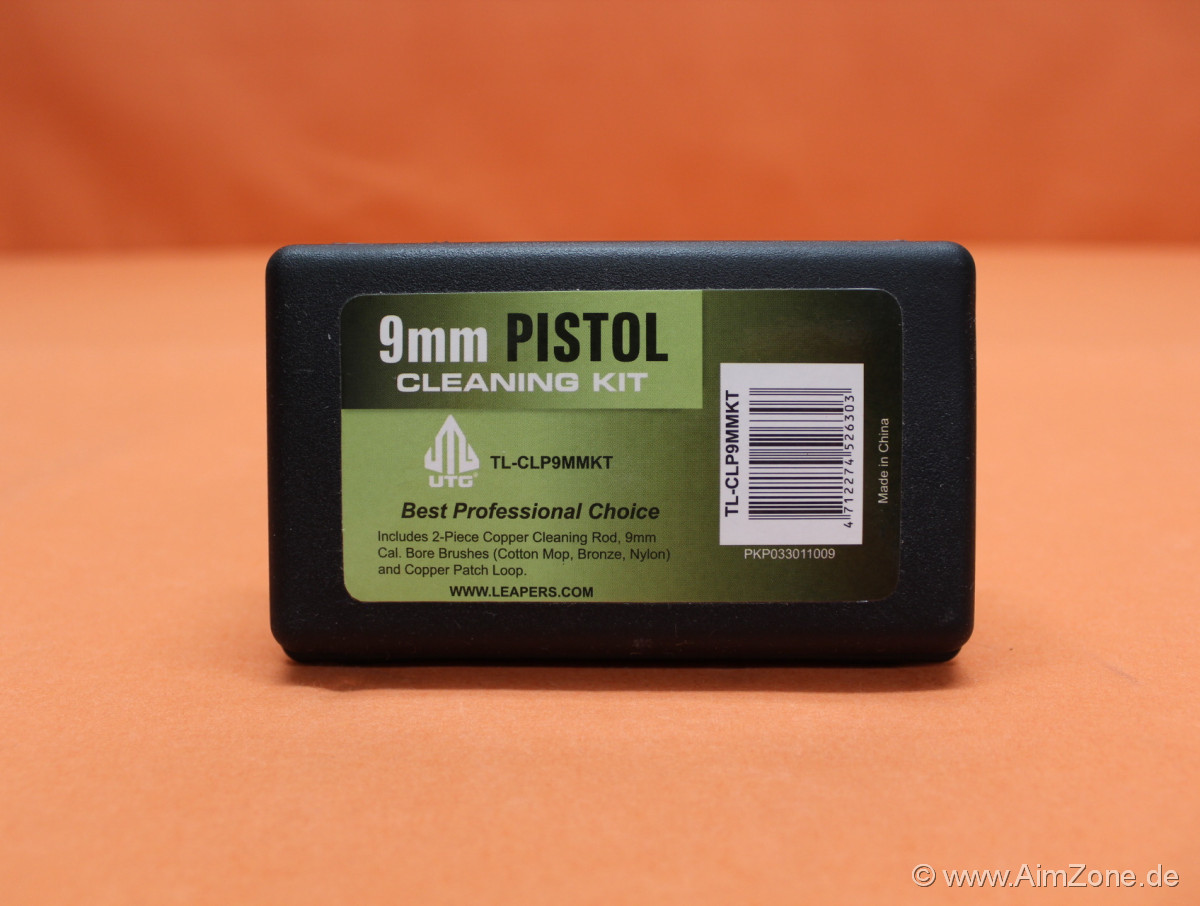 9mm PISTOL
CLEANING KIT
UTG®
TL-CLP9MMKT
Best Professional Choice
Includes 2-Piece Copper Cleaning Rod, 9mm
Cal. Bore Brushes (Cotton Mop, Bronze, Nylon)
and Copper Patch Loop.
WWW.LEAPERS.COM
TL-CLP9MMKT
4712274526303
PKP033011009
Made in China
© www.AimZone.de